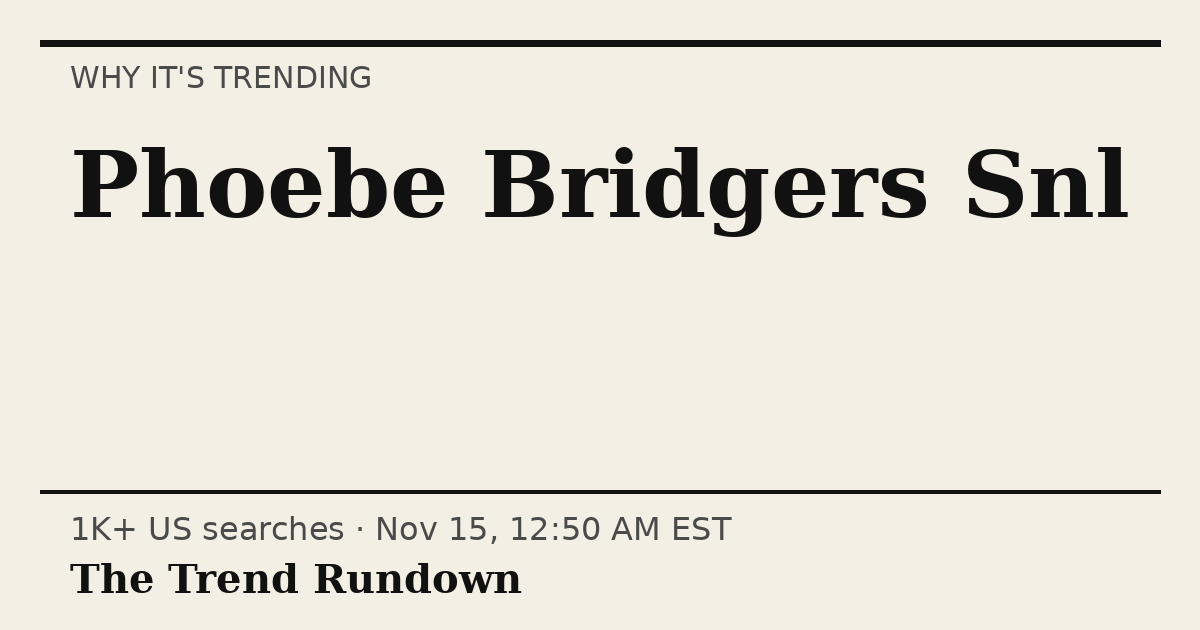 WHY IT'S TRENDING
Phoebe Bridgers Snl
1K+ US searches · Nov 15, 12:50 AM EST
The Trend Rundown